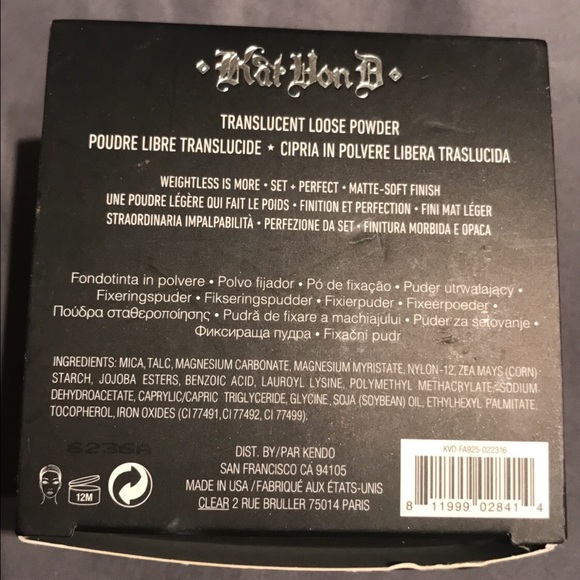 • Kat Von D •
TRANSLUCENT LOOSE POWDER
POUDRE LIBRE TRANSLUCIDE ★ CIPRIA IN POLVERE LIBERA TRASLUCIDA
WEIGHTLESS IS MORE • SET + PERFECT • MATTE-SOFT FINISH
UNE POUDRE LÉGÈRE QUI FAIT LE POIDS • FINITION ET PERFECTION • FINI MAT LÉGER
STRAORDINARIA IMPALPABILITÀ • PERFEZIONE DA SET • FINITURA MORBIDA E OPACA
Fondotinta in polvere • Polvo fijador • Pó de fixação • Puder utrwalający •
Fixeringspuder • Fikseringspudder • Fixierpuder • Fixeerpoeder •
Πούδρα σταθεροποίησης • Pudră de fixare a machiajului • Púder za setovanje •
Фиксираща пудра • Fixační pudr
INGREDIENTS: MICA, TALC, MAGNESIUM CARBONATE, MAGNESIUM MYRISTATE, NYLON-12, ZEA MAYS (CORN)
STARCH, JOJOBA ESTERS, BENZOIC ACID, LAUROYL LYSINE, POLYMETHYL METHACRYLATE, SODIUM
DEHYDROACETATE, CAPRYLIC/CAPRIC TRIGLYCERIDE, GLYCINE, SOJA (SOYBEAN) OIL, ETHYLHEXYL PALMITATE,
TOCOPHEROL, IRON OXIDES (CI 77491, CI 77492, CI 77499).
6236A
12M
DIST. BY/PAR KENDO
SAN FRANCISCO CA 94105
MADE IN USA / FABRIQUÉ AUX ÉTATS-UNIS
CLEAR 2 RUE BRULLER 75014 PARIS
KVD-FA925-022316
8 11999 02841 4